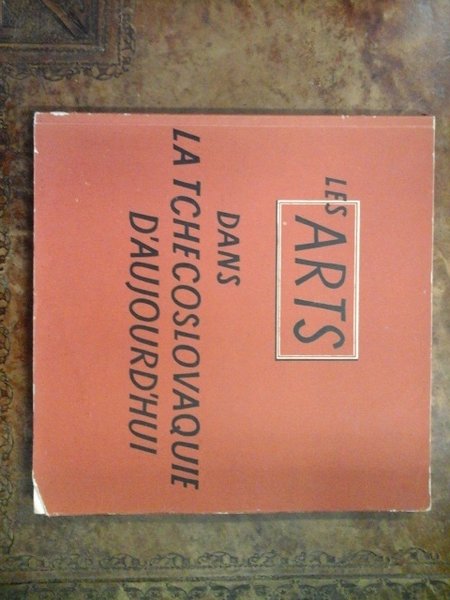 LES
ARTS
DANS
LA TCHECOSLOVAQUIE
D'AUJOURD'HUI